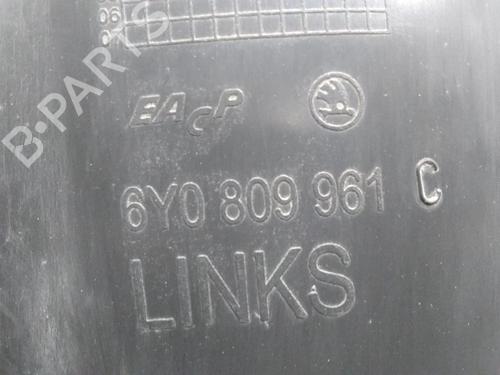 B-PARTS
EACP
6Y0 809 961 C
LINKS